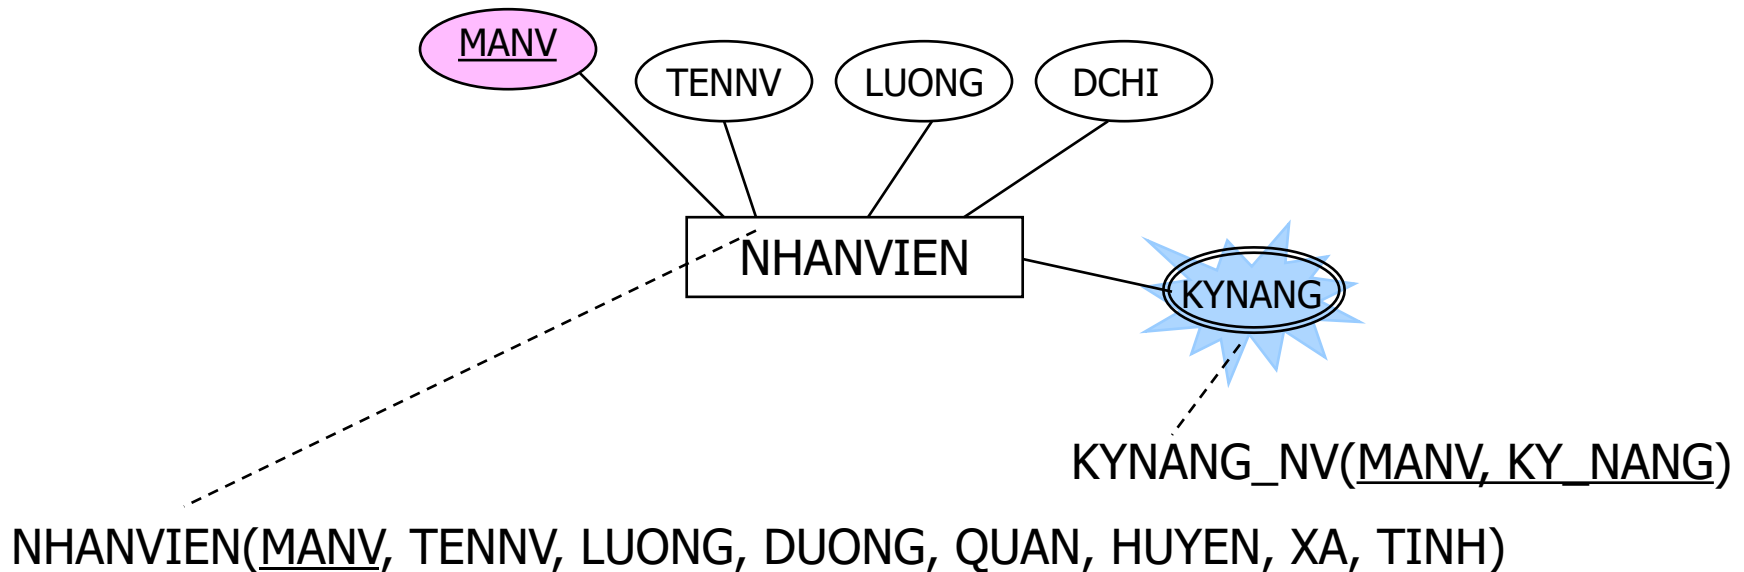 MANV
TENNV
LUONG
DCHI
NHANVIEN
KYNANG
KYNANG_NV(MANV, KY_NANG)
NHANVIEN(MANV, TENNV, LUONG, DUONG, QUAN, HUYEN, XA, TINH)